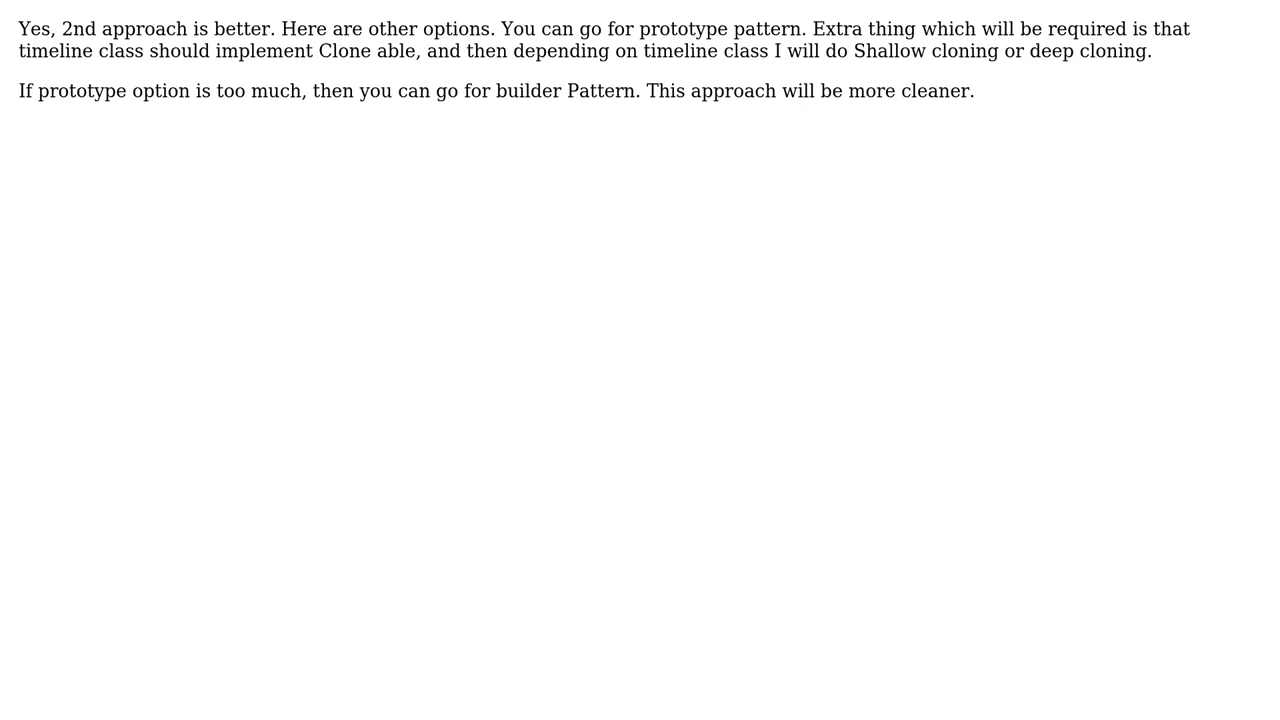 Yes, 2nd approach is better. Here are other options. You can go for prototype pattern. Extra thing which will be required is that
timeline class should implement Clone able, and then depending on timeline class I will do Shallow cloning or deep cloning.
If prototype option is too much, then you can go for builder Pattern. This approach will be more cleaner.